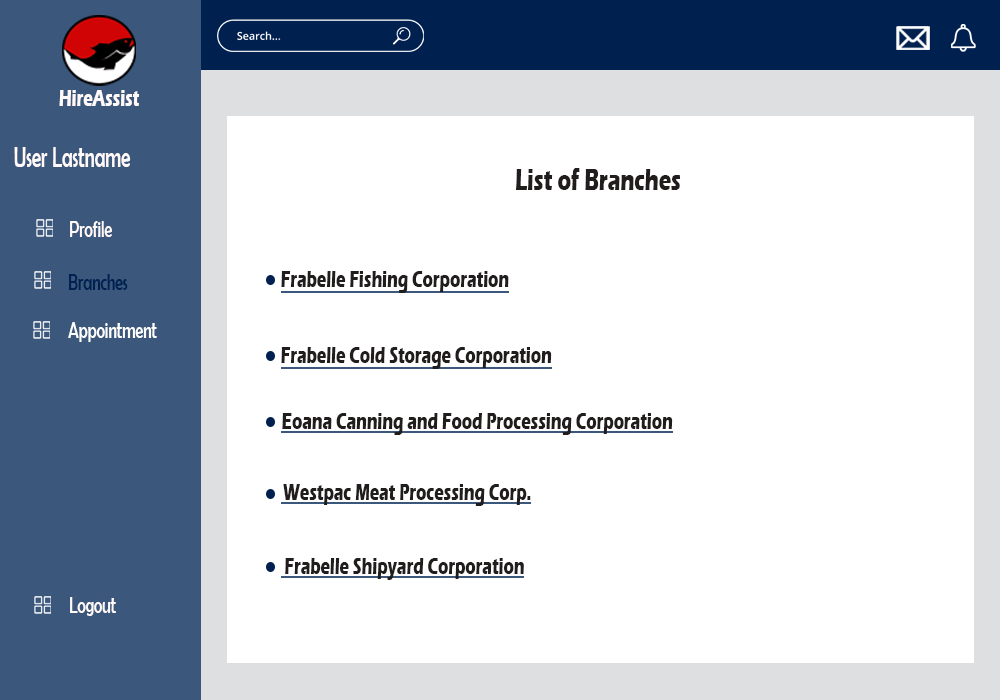 HireAssist
User Lastname
Profile
Branches
Appointment
Logout
Search...
List of Branches
Frabelle Fishing Corporation
Frabelle Cold Storage Corporation
Eoana Canning and Food Processing Corporation
Westpac Meat Processing Corp.
Frabelle Shipyard Corporation